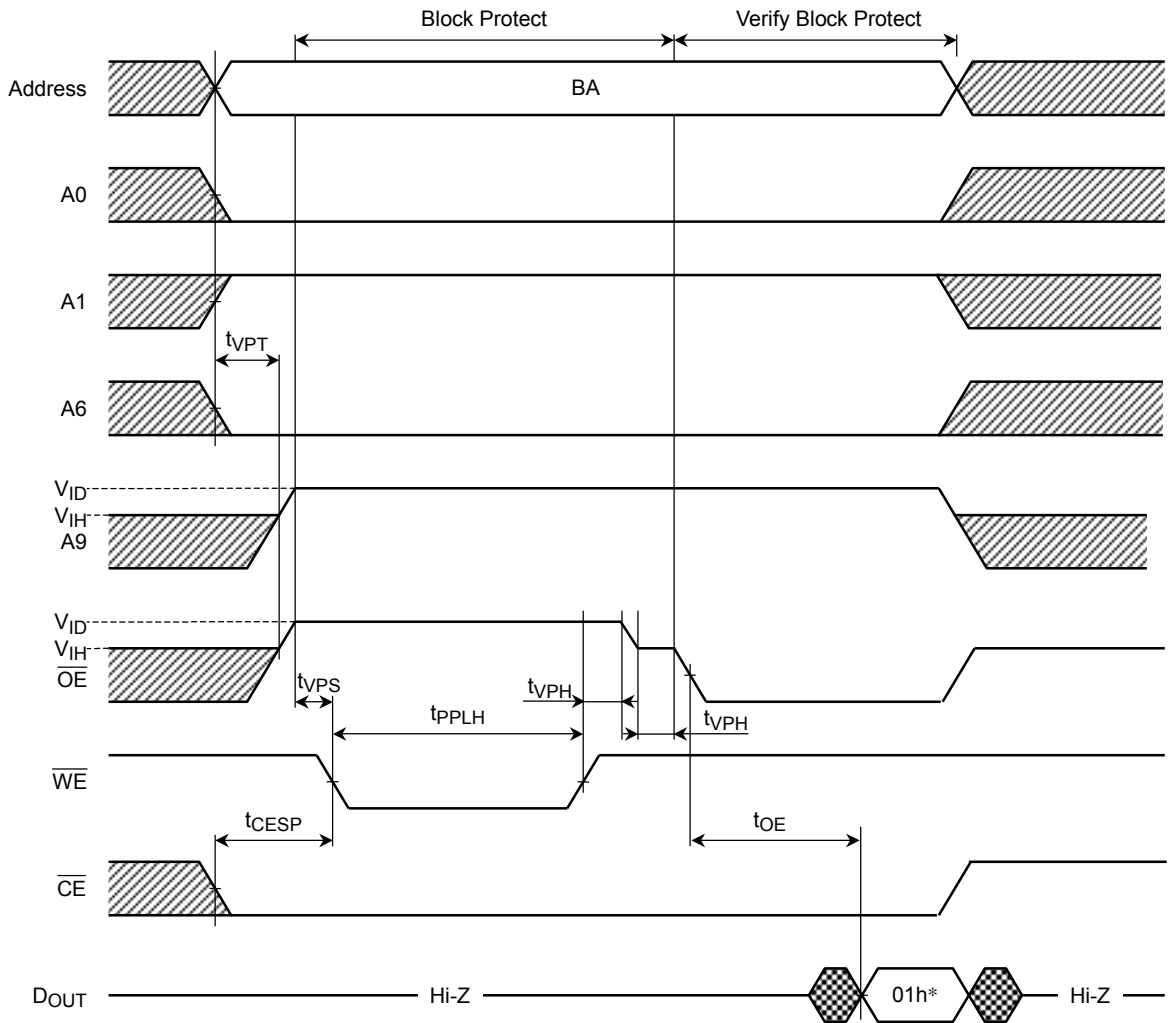 Block Protect Verify Block Protect
Address BA
A0
A1
tVPT
A6
VID
VIH
A9
VID
VIH
OE
tVPS tVPH
tPPLH tVPH
WE
tCESP tOE
CE
DOUT Hi-Z 01h* Hi-Z